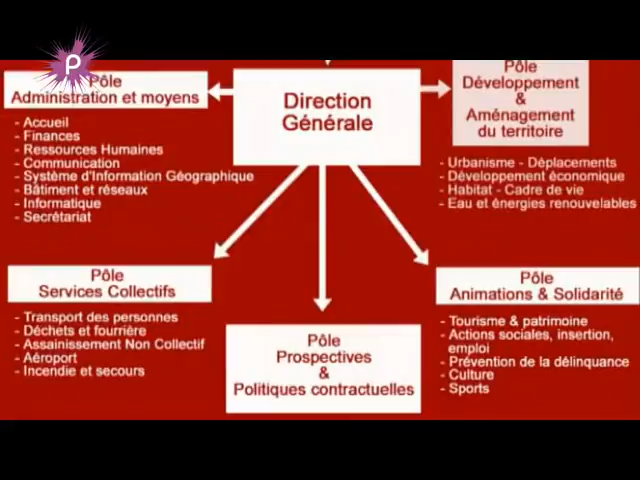 P
Pôle
Administration et moyens
- Accueil
- Finances
- Ressources Humaines
- Communication
- Système d'Information Géographique
- Bâtiment et réseaux
- Informatique
- Secrétariat
Direction
Générale
Pôle
Développement
&
Aménagement
du territoire
- Urbanisme - Déplacements
- Développement économique
- Habitat - Cadre de vie
- Eau et énergies renouvelables
Pôle
Services Collectifs
- Transport des personnes
- Déchets et fourrière
- Assainissement Non Collectif
- Aéroport
- Incendie et secours
Pôle
Prospectives
&
Politiques contractuelles
Pôle
Animations & Solidarité
- Tourisme & patrimoine
- Actions sociales, insertion,
emploi
- Prévention de la délinquance
- Culture
- Sports